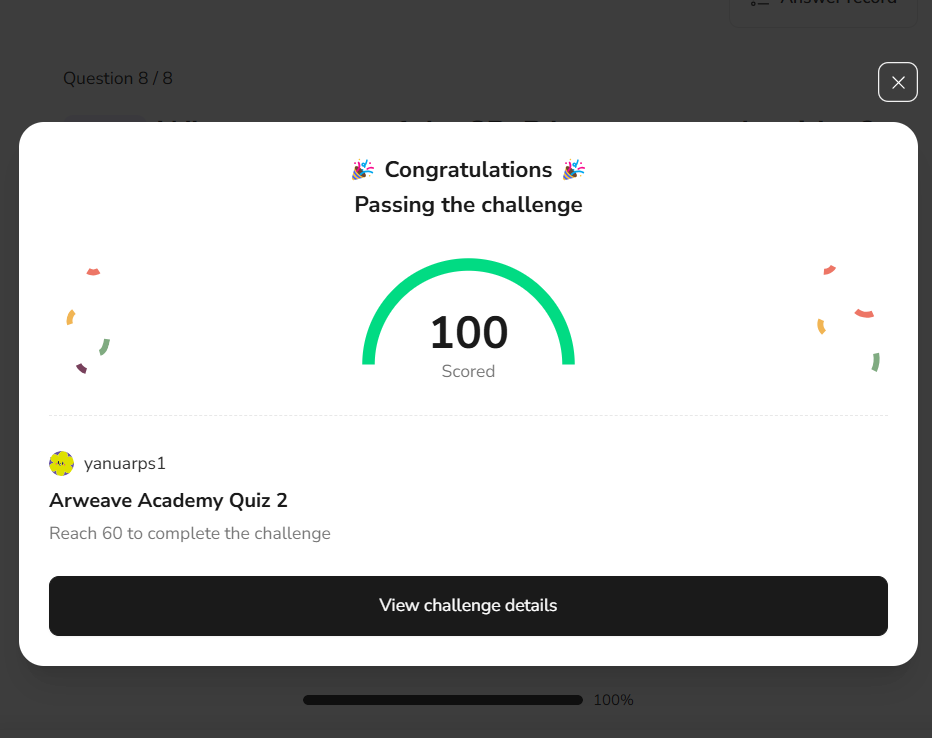 Answer record
Question 8 / 8
Congratulations
Passing the challenge
100
Scored
yanuarps1
Arweave Academy Quiz 2
Reach 60 to complete the challenge
View challenge details
100%